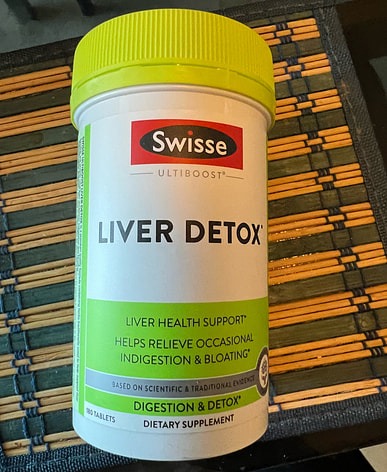 Swisse
ULTIBOOST®
LIVER DETOX*
LIVER HEALTH SUPPORT*
HELPS RELIEVE OCCASIONAL
INDIGESTION & BLOATING*
BASED ON SCIENTIFIC & TRADITIONAL EVIDENCE
DIGESTION & DETOX*
180 TABLETS
DIETARY SUPPLEMENT